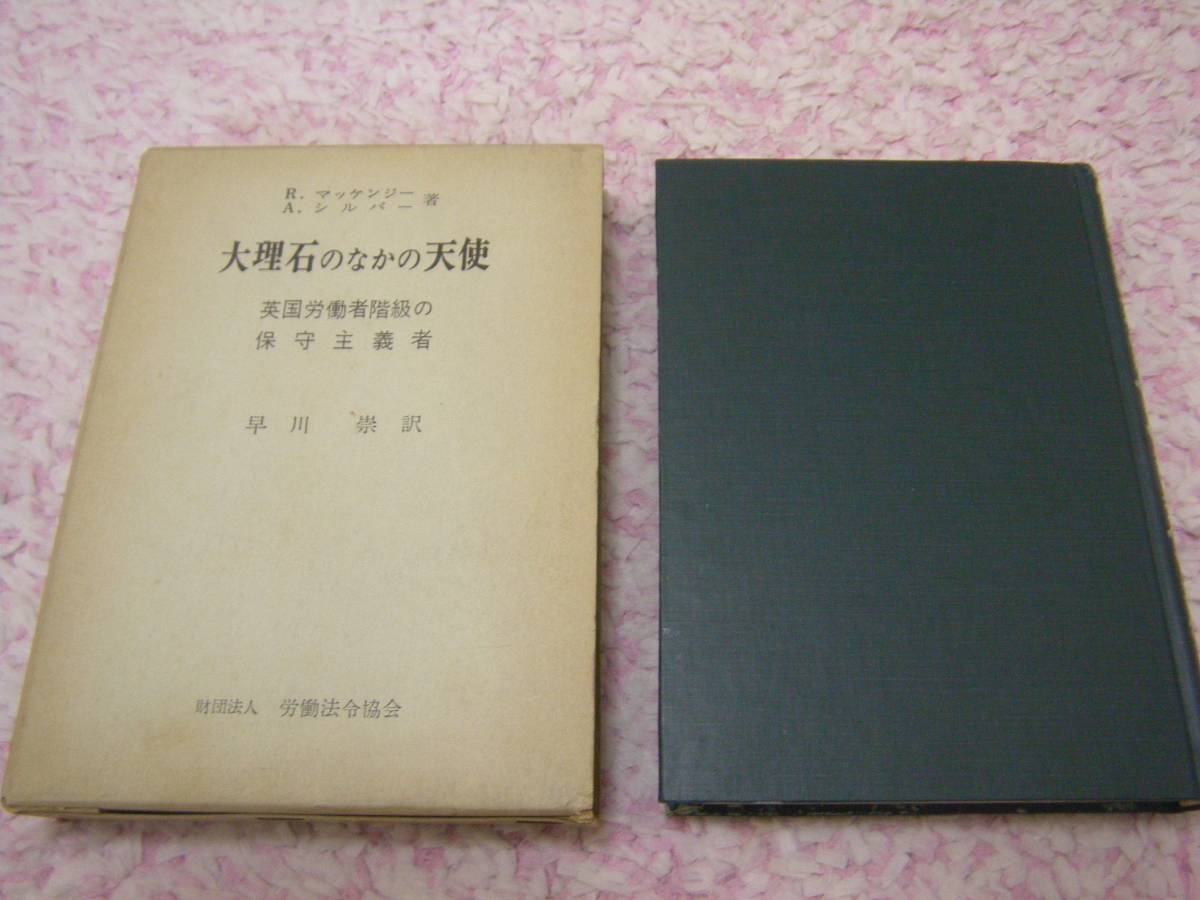 R. マッケンジー
A. シルバー 著
大理石のなかの天使
英国労働者階級の
保守主義者
早川 崇 訳
財団法人 労働法令協会